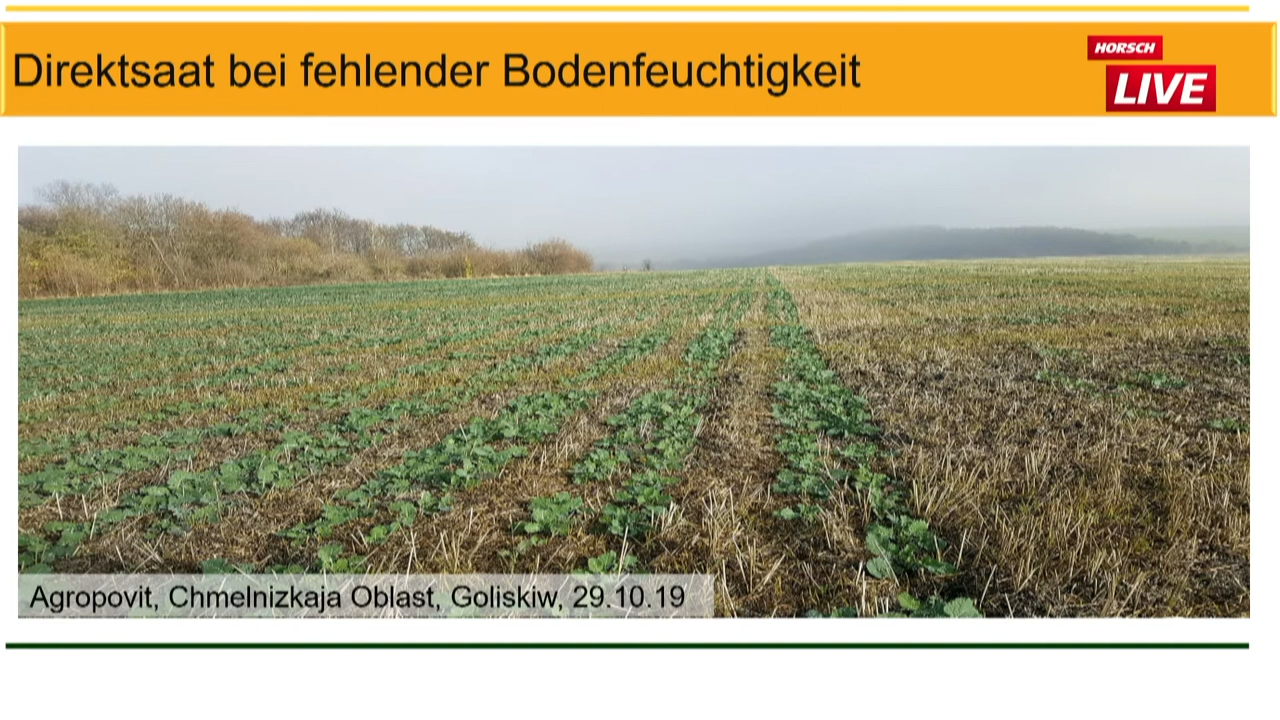 Direktsaat bei fehlender Bodenfeuchtigkeit
HORSCH
LIVE
Agropovit, Chmelnizkaja Oblast, Goliskiw, 29.10.19